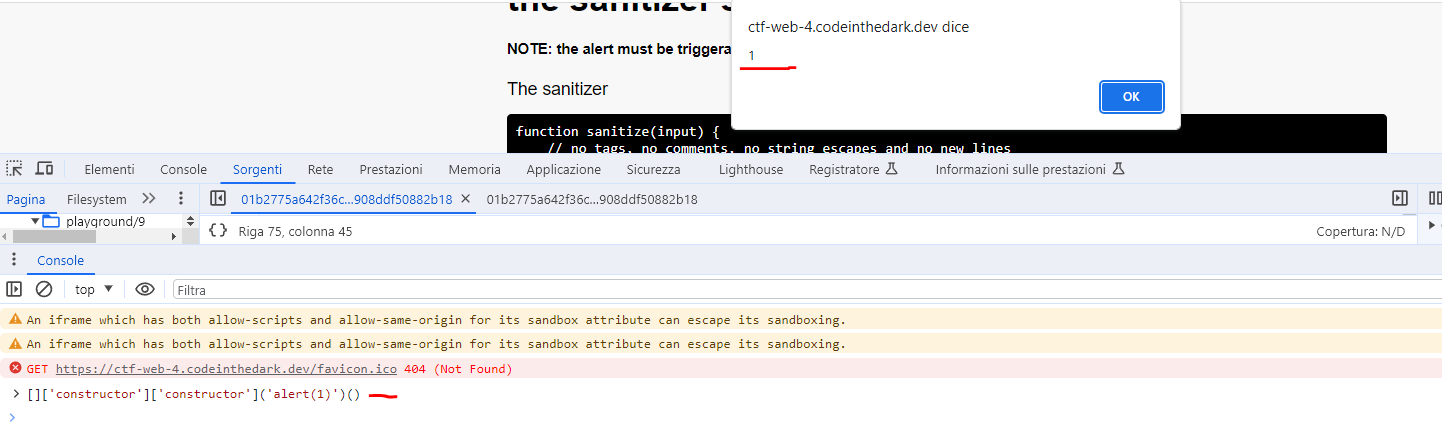 the sanitizer s
ctf-web-4.codeinthedark.dev dice
1
OK
NOTE: the alert must be triggera
The sanitizer
function sanitize(input) {
// no tags, no comments, no string escapes and no new lines
Elementi Console Sorgenti Rete Prestazioni Memoria Applicazione Sicurezza Lighthouse Registratore Informazioni sulle prestazioni
Pagina Filesystem 01b2775a642f36c...908ddf50882b18 01b2775a642f36c...908ddf50882b18
playground/9
{} Riga 75, colonna 45 Copertura: N/D
Console
top Filtra
An iframe which has both allow-scripts and allow-same-origin for its sandbox attribute can escape its sandboxing.
An iframe which has both allow-scripts and allow-same-origin for its sandbox attribute can escape its sandboxing.
GET https://ctf-web-4.codeinthedark.dev/favicon.ico 404 (Not Found)
> []['constructor']['constructor']('alert(1)')()
>